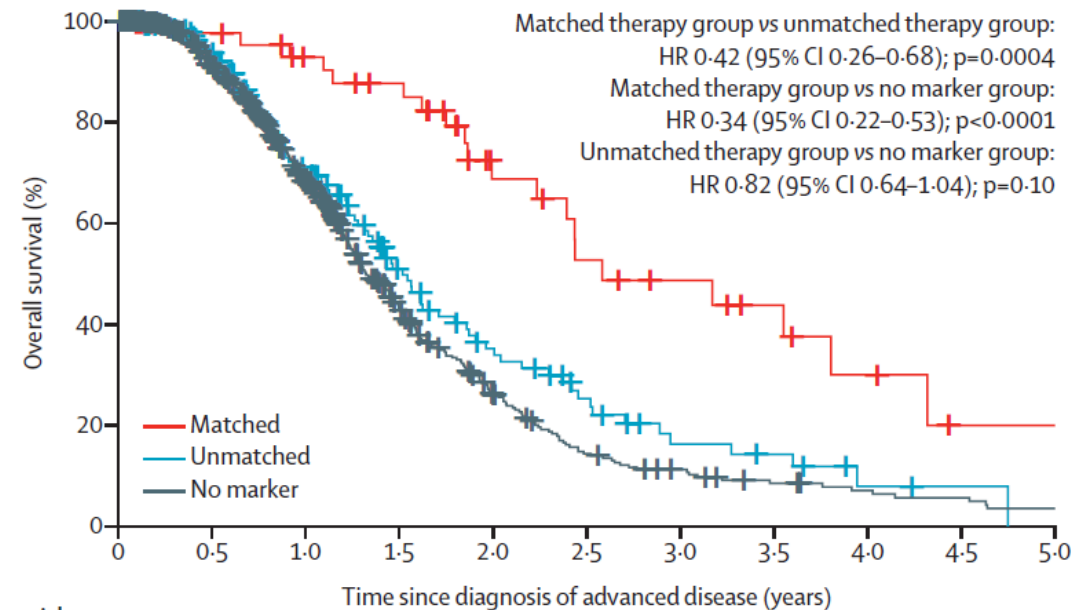 Matched therapy group vs unmatched therapy group:
HR 0·42 (95% CI 0·26–0·68); p=0·0004
Matched therapy group vs no marker group:
HR 0·34 (95% CI 0·22–0·53); p<0·0001
Unmatched therapy group vs no marker group:
HR 0·82 (95% CI 0·64–1·04); p=0·10
Overall survival (%)
100
80
60
40
20
0
Matched
Unmatched
No marker
0 0·5 1·0 1·5 2·0 2·5 3·0 3·5 4·0 4·5 5·0
Time since diagnosis of advanced disease (years)